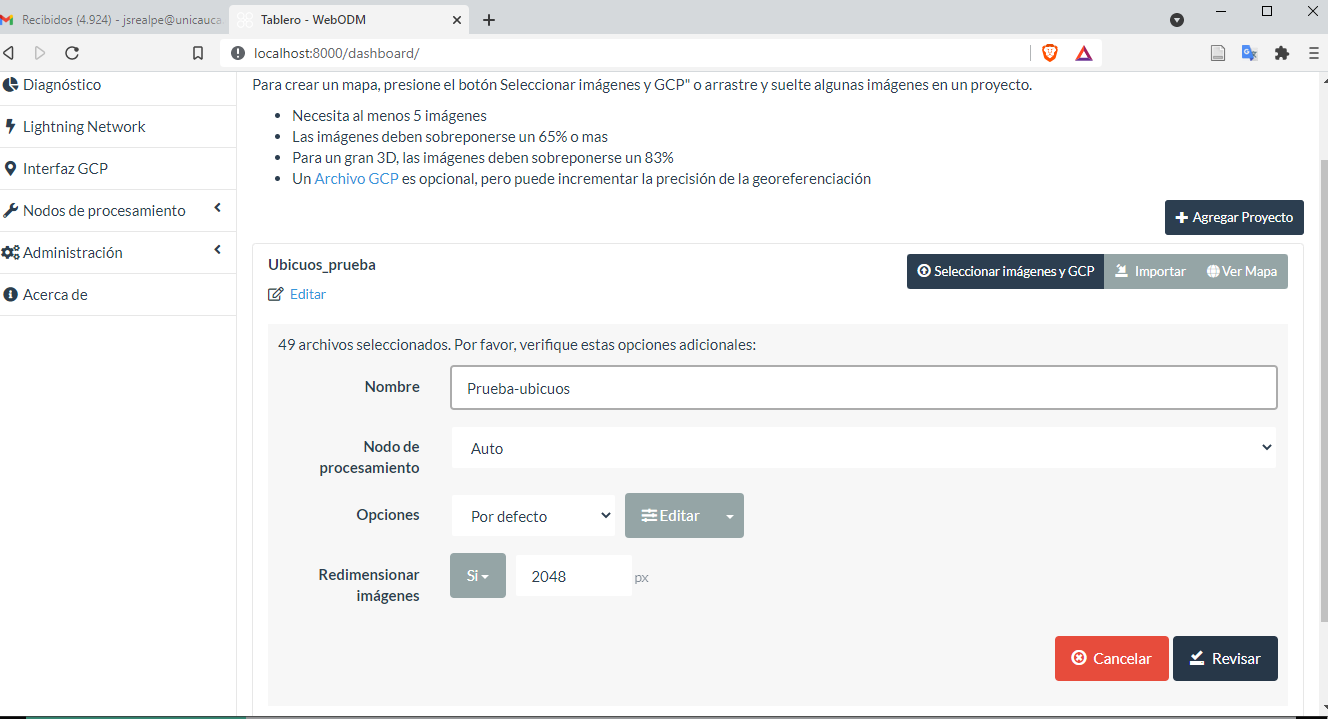 Recibidos (4.924) - jsrealpe@unicauca
Tablero - WebODM
localhost:8000/dashboard/
Diagnóstico
Lightning Network
Interfaz GCP
Nodos de procesamiento
Administración
Acerca de
Para crear un mapa, presione el botón Seleccionar imágenes y GCP" o arrastre y suelte algunas imágenes en un proyecto.
• Necesita al menos 5 imágenes
• Las imágenes deben sobreponerse un 65% o mas
• Para un gran 3D, las imágenes deben sobreponerse un 83%
• Un Archivo GCP es opcional, pero puede incrementar la precisión de la georeferenciación
Agregar Proyecto
Ubicuos_prueba
Seleccionar imágenes y GCP
Importar
Ver Mapa
Editar
49 archivos seleccionados. Por favor, verifique estas opciones adicionales:
Nombre
Prueba-ubicuos
Nodo de
procesamiento
Auto
Opciones
Por defecto
Editar
Redimensionar
imágenes
Si
2048
px
Cancelar
Revisar